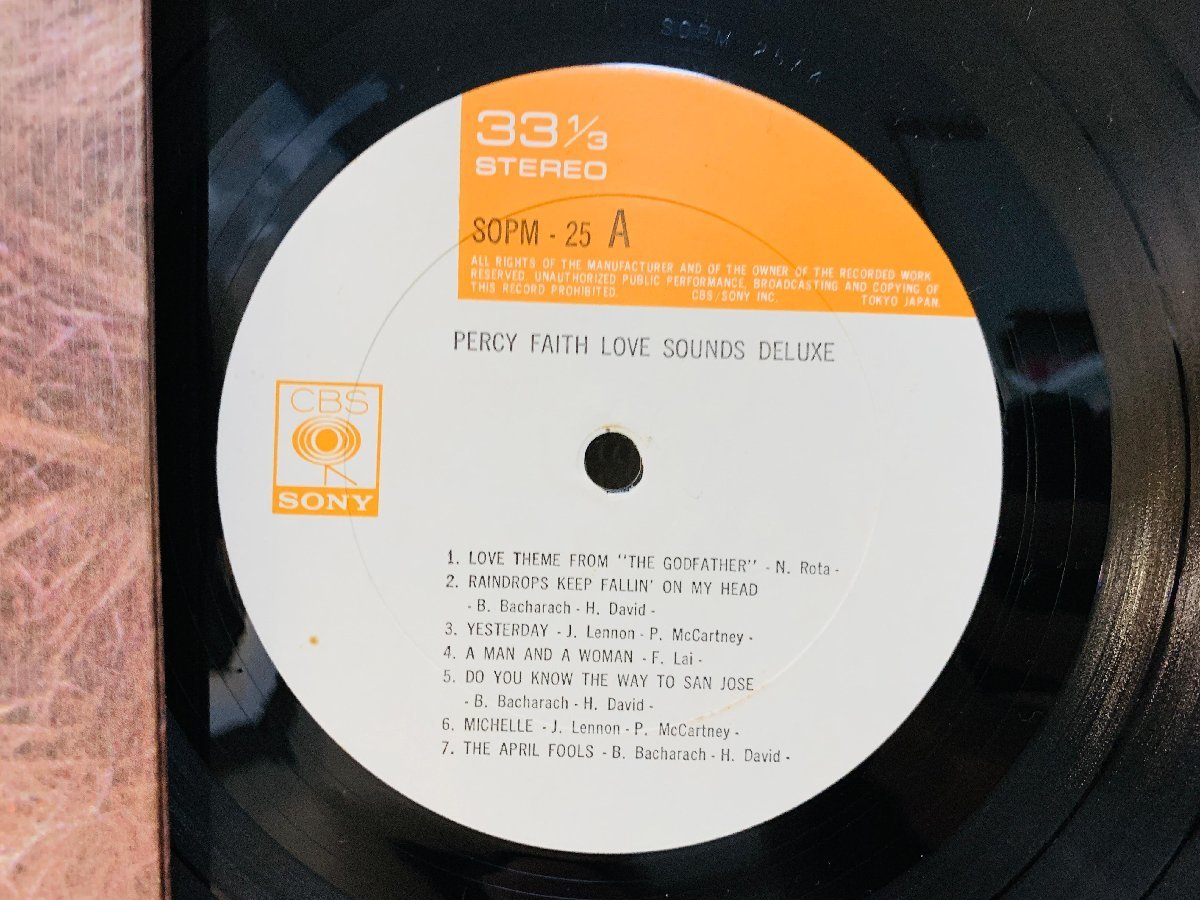 SOPM
33 1/3
STEREO
SOPM - 25 A
ALL RIGHTS OF THE MANUFACTURER AND OF THE OWNER OF THE RECORDED WORK
RESERVED. UNAUTHORIZED PUBLIC PERFORMANCE, BROADCASTING AND COPYING OF
THIS RECORD PROHIBITED. CBS/SONY INC. TOKYO JAPAN.
PERCY FAITH LOVE SOUNDS DELUXE
CBS
SONY
1. LOVE THEME FROM "THE GODFATHER" - N. Rota -
2. RAINDROPS KEEP FALLIN' ON MY HEAD
- B. Bacharach - H. David -
3. YESTERDAY - J. Lennon - P. McCartney -
4. A MAN AND A WOMAN - F. Lai -
5. DO YOU KNOW THE WAY TO SAN JOSE
- B. Bacharach - H. David -
6. MICHELLE - J. Lennon - P. McCartney -
7. THE APRIL FOOLS - B. Bacharach - H. David -